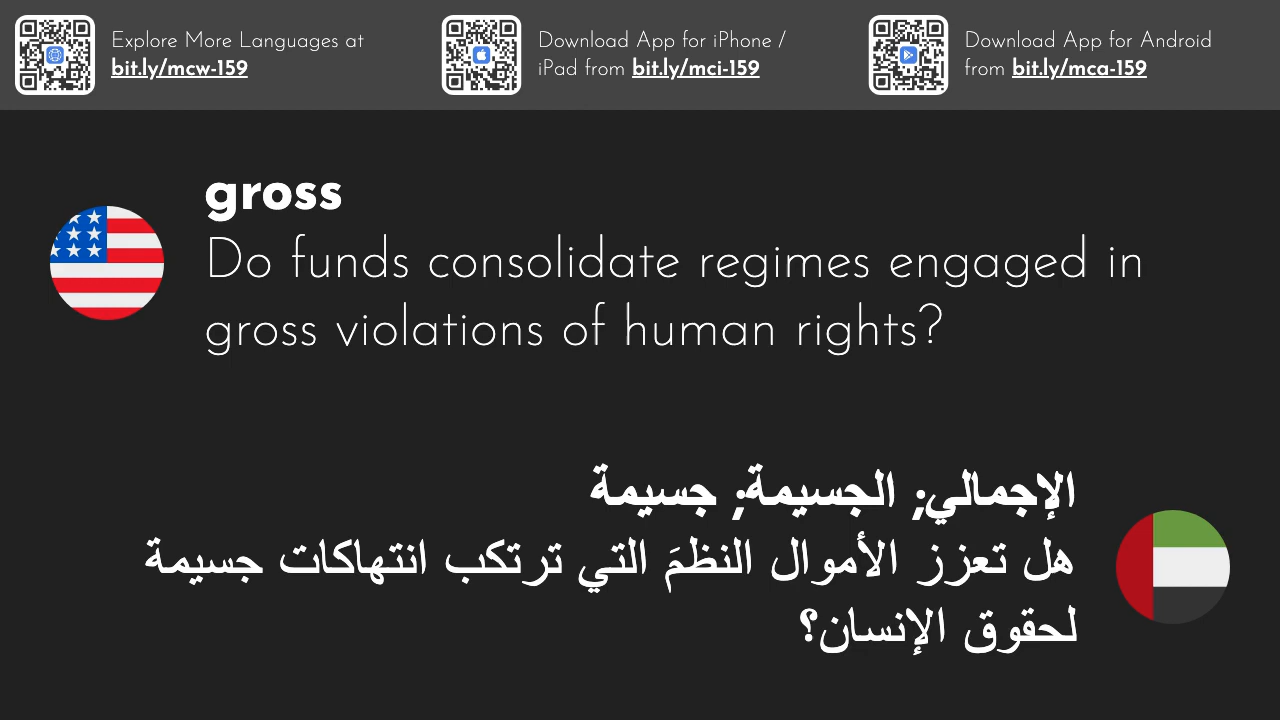 Explore More Languages at
bit.ly/mcw-159
Download App for iPhone /
iPad from bit.ly/mci-159
Download App for Android
from bit.ly/mca-159
gross
Do funds consolidate regimes engaged in
gross violations of human rights?
الإجمالي; الجسيمة; جسيمة
هل تعزز الأموال النظمَ التي ترتكب انتهاكات جسيمة
لحقوق الإنسان؟